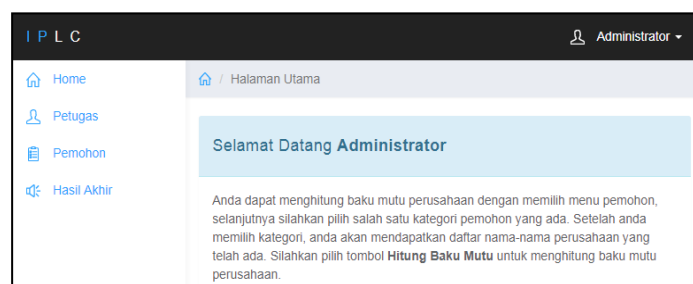 I P L C
Administrator
Home
/ Halaman Utama
Petugas
Pemohon
Hasil Akhir
Selamat Datang Administrator
Anda dapat menghitung baku mutu perusahaan dengan memilih menu pemohon,
selanjutnya silahkan pilih salah satu kategori pemohon yang ada. Setelah anda
memilih kategori, anda akan mendapatkan daftar nama-nama perusahaan yang
telah ada. Silahkan pilih tombol Hitung Baku Mutu untuk menghitung baku mutu
perusahaan.